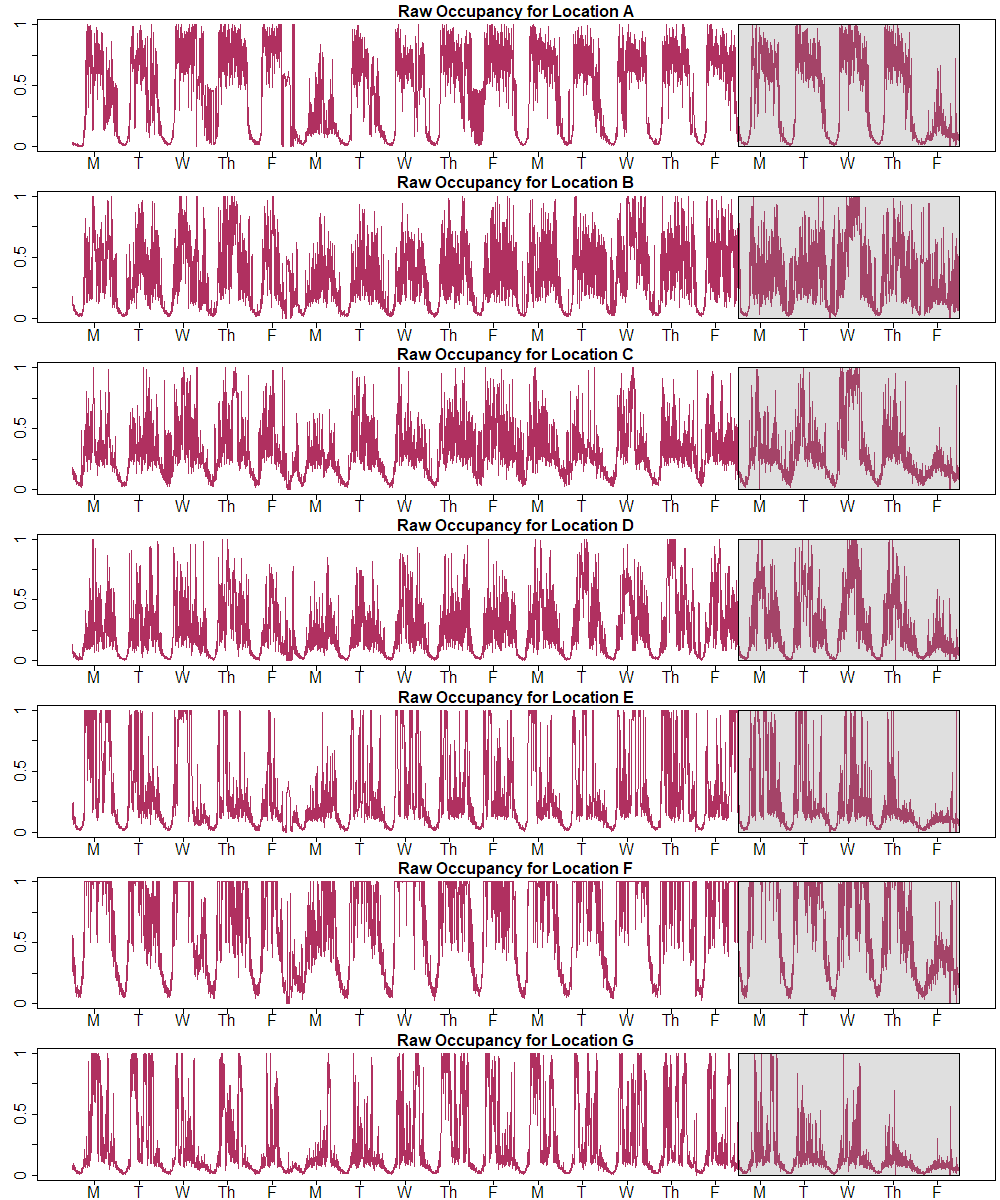 Raw Occupancy for Location A
1
0.5
0
M T W Th F M T W Th F M T W Th F M T W Th F
Raw Occupancy for Location B
1
0.5
0
M T W Th F M T W Th F M T W Th F M T W Th F
Raw Occupancy for Location C
1
0.5
0
M T W Th F M T W Th F M T W Th F M T W Th F
Raw Occupancy for Location D
1
0.5
0
M T W Th F M T W Th F M T W Th F M T W Th F
Raw Occupancy for Location E
1
0.5
0
M T W Th F M T W Th F M T W Th F M T W Th F
Raw Occupancy for Location F
1
0.5
0
M T W Th F M T W Th F M T W Th F M T W Th F
Raw Occupancy for Location G
1
0.5
0
M T W Th F M T W Th F M T W Th F M T W Th F